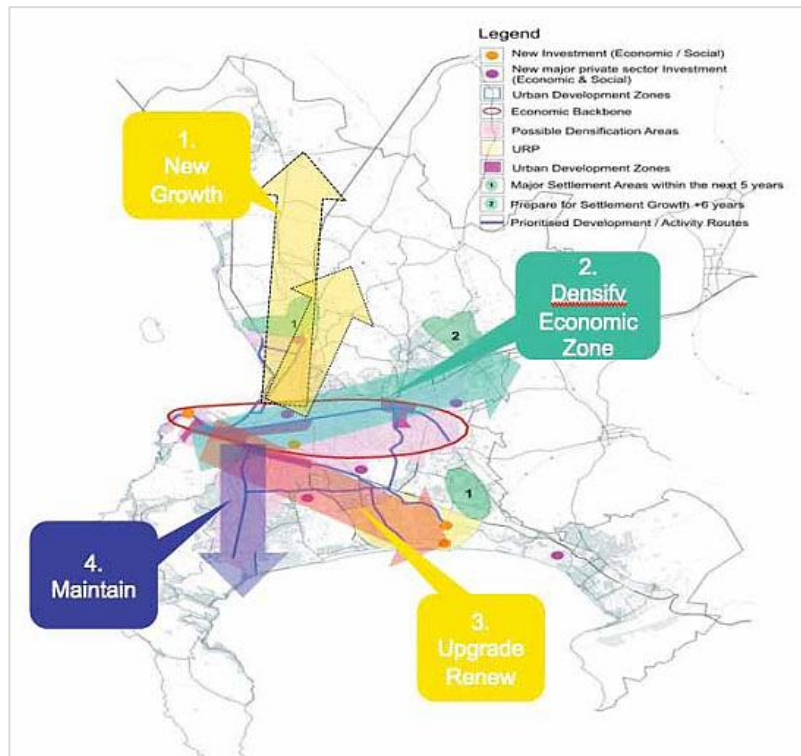 Legend
New Investment (Economic / Social)
New major private sector Investment
(Economic & Social)
Urban Development Zones
Economic Backbone
Possible Densification Areas
URP
Urban Development Zones
1 Major Settlement Areas within the next 5 years
2 Prepare for Settlement Growth +6 years
Prioritised Development / Activity Routes
1.
New
Growth
2.
Densify
Economic
Zone
1
2
1
4.
Maintain
3.
Upgrade
Renew